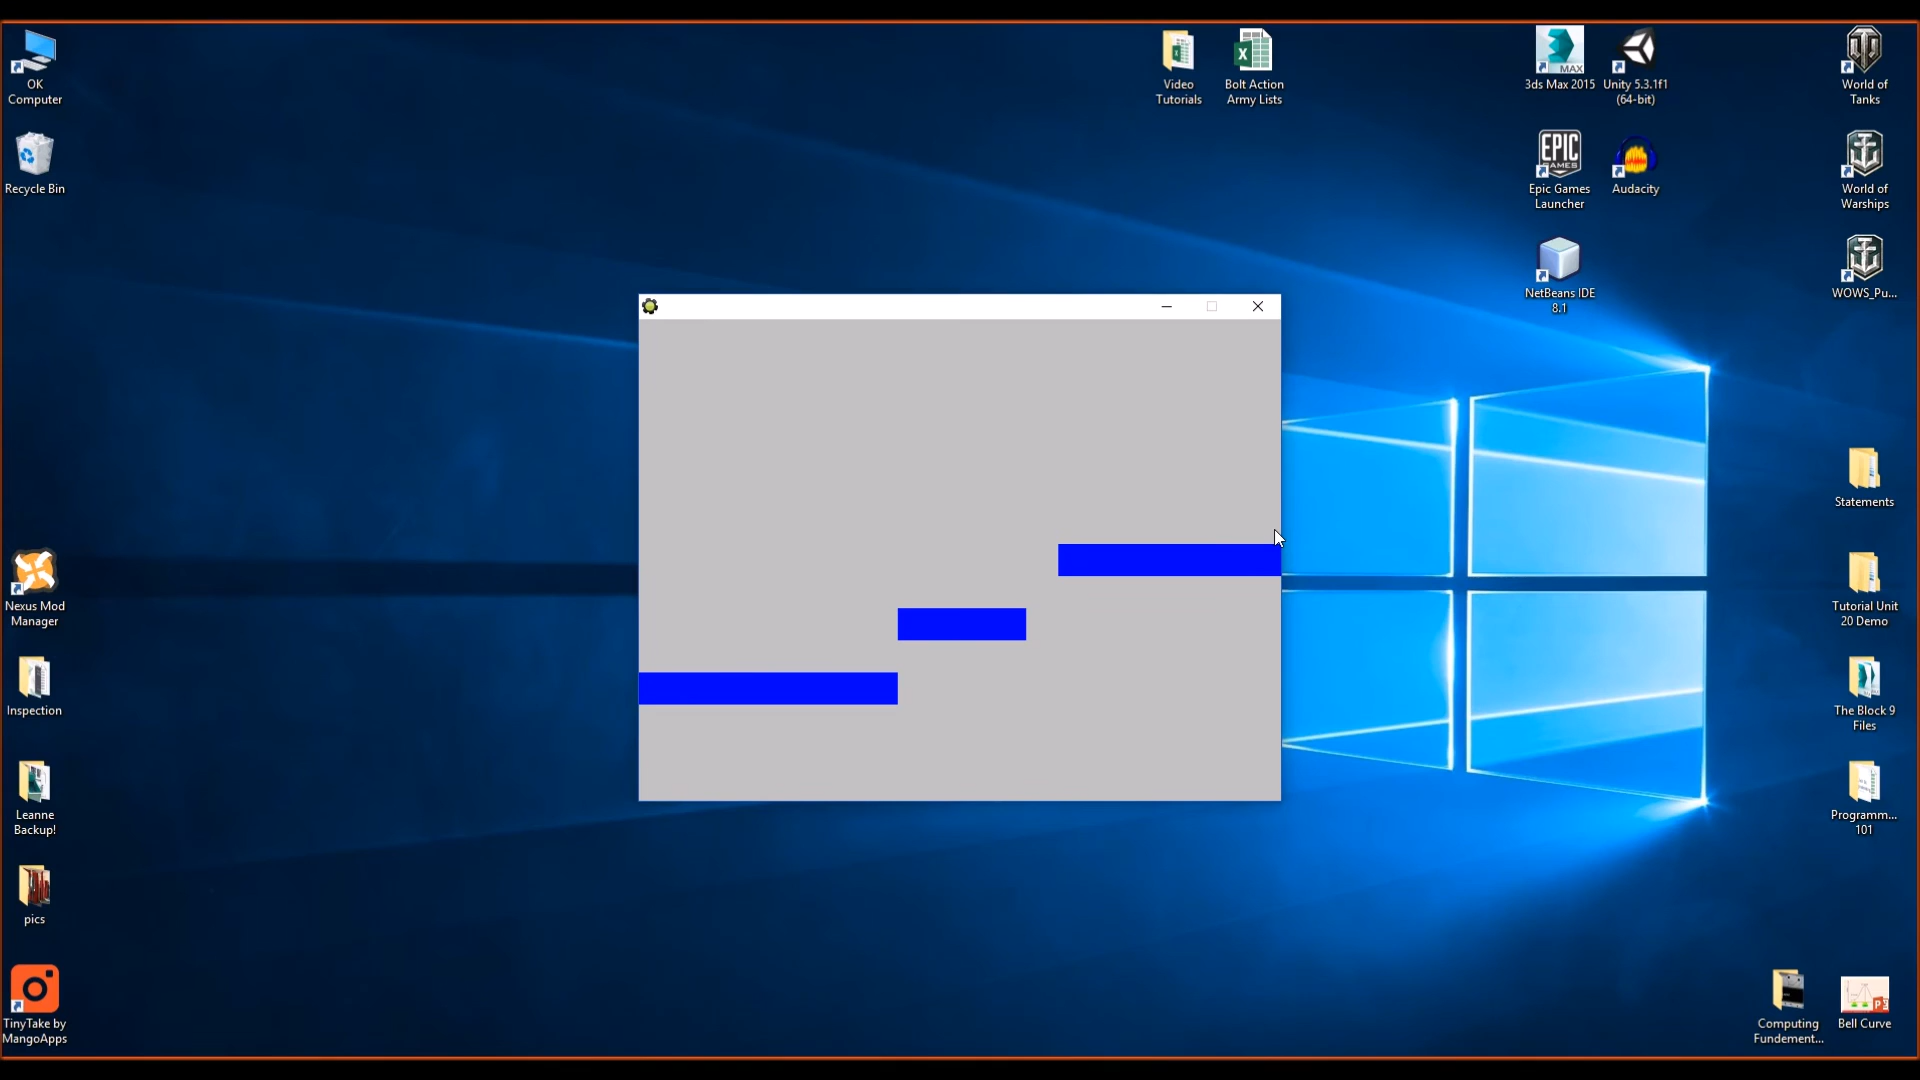 OK
Computer
Recycle Bin
Nexus Mod
Manager
Inspection
Leanne
Backup!
pics
TinyTake by
MangoApps
Video
Tutorials
Bolt Action
Army Lists
3ds Max 2015
MAX
Unity 5.3.1f1
(64-bit)
EPIC
GAMES
Epic Games
Launcher
Audacity
NetBeans IDE
8.1
World of
Tanks
World of
Warships
WOWS_Pu...
Statements
Tutorial Unit
20 Demo
The Block 9
Files
Programm...
101
Computing
Fundement...
Bell Curve